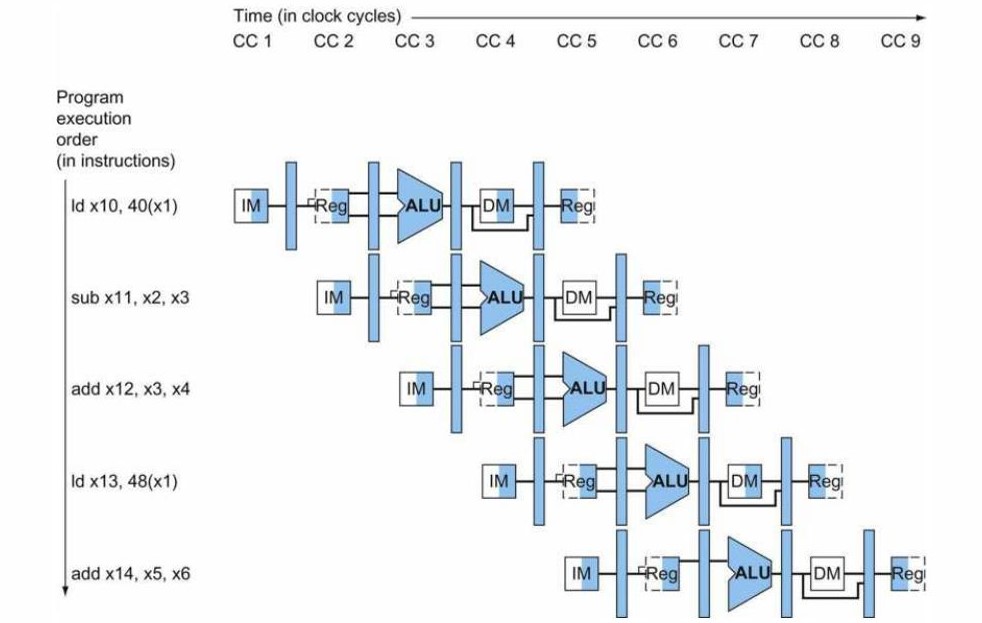 Time (in clock cycles)
CC 1 CC 2 CC 3 CC 4 CC 5 CC 6 CC 7 CC 8 CC 9
Program
execution
order
(in instructions)
ld x10, 40(x1) IM Reg ALU DM Reg
sub x11, x2, x3 IM Reg ALU DM Reg
add x12, x3, x4 IM Reg ALU DM Reg
ld x13, 48(x1) IM Reg ALU DM Reg
add x14, x5, x6 IM Reg ALU DM Reg